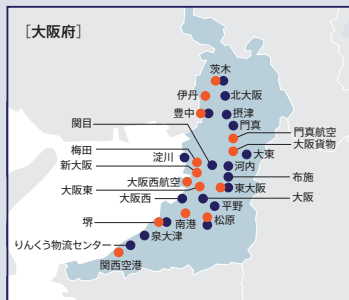 [大阪府]
茨木
伊丹
北大阪
豊中
摂津
門真
関目
門真航空
大阪貨物
梅田
淀川
大東
新大阪
河内
大阪西航空
布施
大阪東
東大阪
大阪西
大阪
平野
堺
南港
松原
泉大津
りんくう物流センター
関西空港